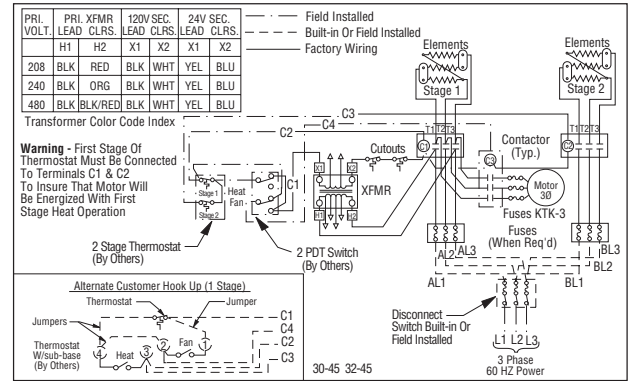 PRI. VOLT. PRI. XFMR LEAD CLRS. 120V SEC. LEAD CLRS. 24V SEC. LEAD CLRS.
H1 H2 X1 X2 X1 X2
208 BLK RED BLK WHT YEL BLU
240 BLK ORG BLK WHT YEL BLU
480 BLK BLK/RED BLK WHT YEL BLU
Transformer Color Code Index
Field Installed
Built-in Or Field Installed
Factory Wiring
Warning - First Stage Of
Thermostat Must Be Connected
To Terminals C1 & C2
To Insure That Motor Will
Be Energized With First
Stage Heat Operation
Elements
Stage 1
Elements
Stage 2
C3
C4
C2
T1 T2 T3
C1
Contactor
(Typ.)
T1 T2 T3
C2
Cutouts
C3
X1 X2
XFMR
H1 H2
Stage 1
Stage 2
Heat
Fan
C1
Motor
3Ø
Fuses KTK-3
Fuses
(When Req'd)
2 Stage Thermostat
(By Others)
2 PDT Switch
(By Others)
AL1
AL2
AL3
BL3
BL2
BL1
Disconnect
Switch Built-in Or
Field Installed
L1 L2 L3
3 Phase
60 HZ Power
Alternate Customer Hook Up (1 Stage)
Thermostat
Jumper
Jumpers
C1
C4
C2
C3
Thermostat
W/sub-base
(By Others)
4 Heat 3 2 Fan 1
30-45 32-45